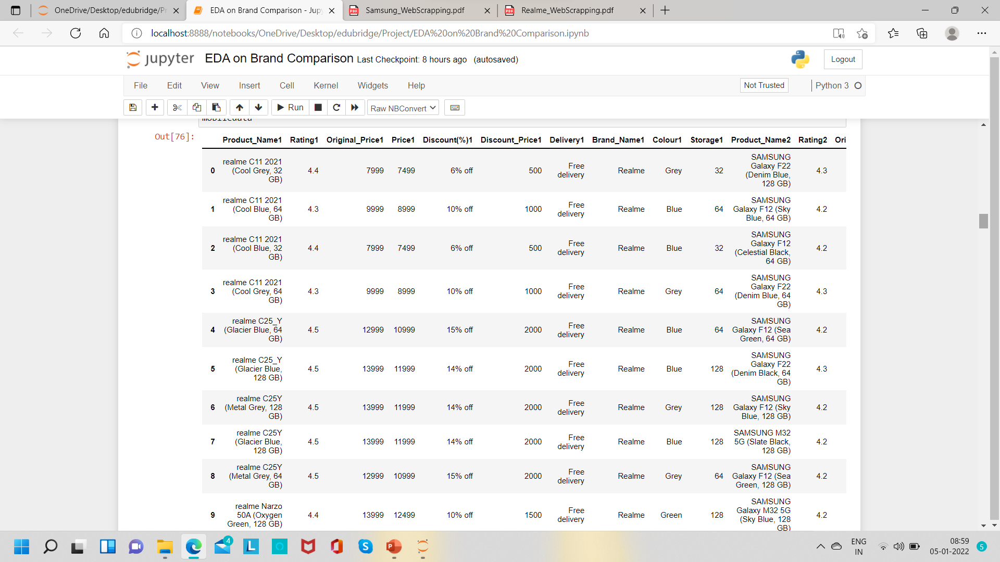 OneDrive/Desktop/edubridge/Pr
EDA on Brand Comparison - Jup
Samsung_WebScrapping.pdf
Realme_WebScrapping.pdf
localhost:8888/notebooks/OneDrive/Desktop/edubridge/Project/EDA%20on%20Brand%20Comparison.ipynb
jupyter EDA on Brand Comparison Last Checkpoint: 8 hours ago (autosaved)
Logout
File Edit View Insert Cell Kernel Widgets Help
Not Trusted
Python 3
Run
Raw NBConvert
mobiledata
Out[76]:
Product_Name1 Rating1 Original_Price1 Price1 Discount(%)1 Discount_Price1 Delivery1 Brand_Name1 Colour1 Storage1 Product_Name2 Rating2 Ori
0 realme C11 2021 (Cool Grey, 32 GB) 4.4 7999 7499 6% off 500 Free delivery Realme Grey 32 SAMSUNG Galaxy F22 (Denim Blue, 128 GB) 4.3
1 realme C11 2021 (Cool Blue, 64 GB) 4.3 9999 8999 10% off 1000 Free delivery Realme Blue 64 SAMSUNG Galaxy F12 (Sky Blue, 64 GB) 4.2
2 realme C11 2021 (Cool Blue, 32 GB) 4.4 7999 7499 6% off 500 Free delivery Realme Blue 32 SAMSUNG Galaxy F12 (Celestial Black, 64 GB) 4.2
3 realme C11 2021 (Cool Grey, 64 GB) 4.3 9999 8999 10% off 1000 Free delivery Realme Grey 64 SAMSUNG Galaxy F22 (Denim Blue, 64 GB) 4.3
4 realme C25_Y (Glacier Blue, 64 GB) 4.5 12999 10999 15% off 2000 Free delivery Realme Blue 64 SAMSUNG Galaxy F12 (Sea Green, 64 GB) 4.2
5 realme C25_Y (Glacier Blue, 128 GB) 4.5 13999 11999 14% off 2000 Free delivery Realme Blue 128 SAMSUNG Galaxy F22 (Denim Black, 64 GB) 4.3
6 realme C25Y (Metal Grey, 128 GB) 4.5 13999 11999 14% off 2000 Free delivery Realme Grey 128 SAMSUNG Galaxy F12 (Sky Blue, 128 GB) 4.2
7 realme C25Y (Glacier Blue, 128 GB) 4.5 13999 11999 14% off 2000 Free delivery Realme Blue 128 SAMSUNG M32 5G (Slate Black, 128 GB) 4.2
8 realme C25Y (Metal Grey, 64 GB) 4.5 12999 10999 15% off 2000 Free delivery Realme Grey 64 SAMSUNG Galaxy F12 (Sea Green, 128 GB) 4.2
9 realme Narzo 50A (Oxygen Green, 128 GB) 4.4 13999 12499 10% off 1500 Free delivery Realme Green 128 SAMSUNG Galaxy M32 5G (Sky Blue, 128 GB) 4.2
4
ENG
IN
08:59
05-01-2022
5